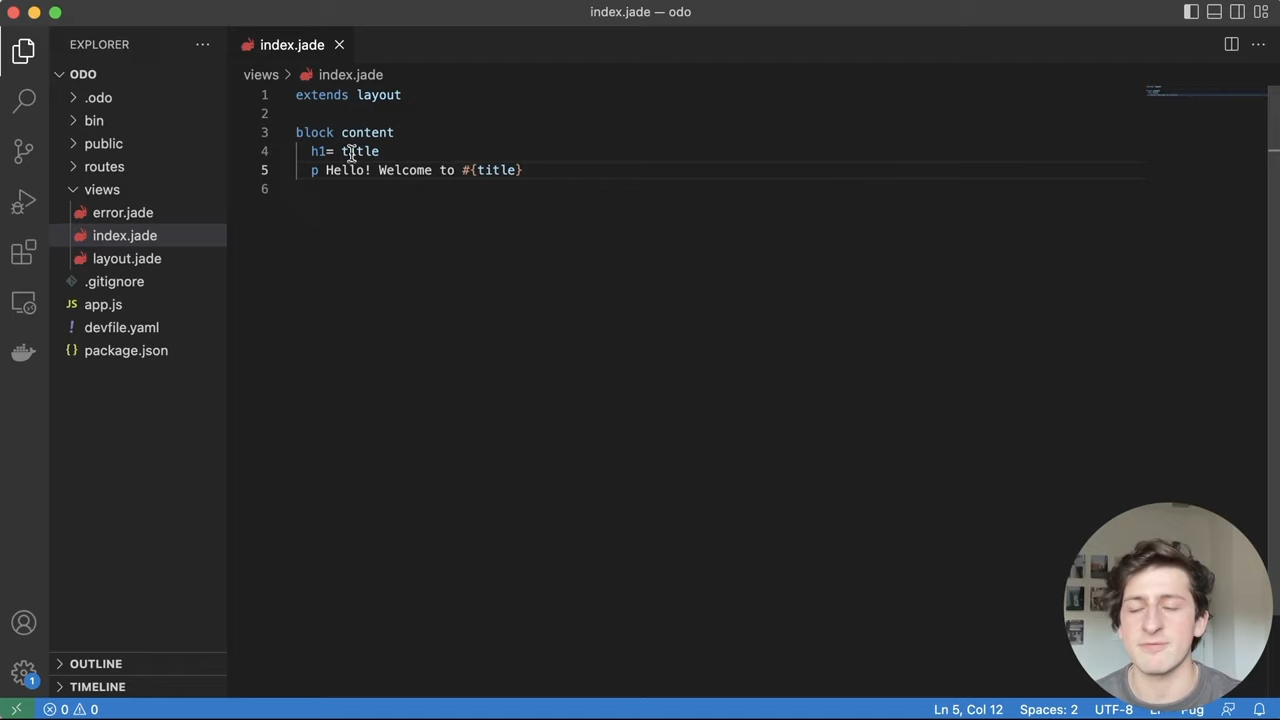 index.jade — odo
EXPLORER
index.jade
ODO
.odo
bin
public
routes
views
error.jade
index.jade
layout.jade
.gitignore
JS app.js
! devfile.yaml
{} package.json
OUTLINE
TIMELINE
views > index.jade
1 extends layout
2
3 block content
4 h1= title
5 p Hello! Welcome to #{title}
6
1
0 0
Ln 5, Col 12
Spaces: 2
UTF-8
LF
Pug